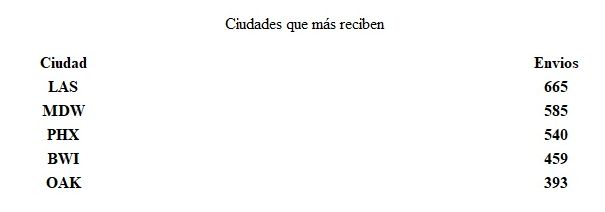 Ciudades que más reciben
Ciudad Envios
LAS 665
MDW 585
PHX 540
BWI 459
OAK 393